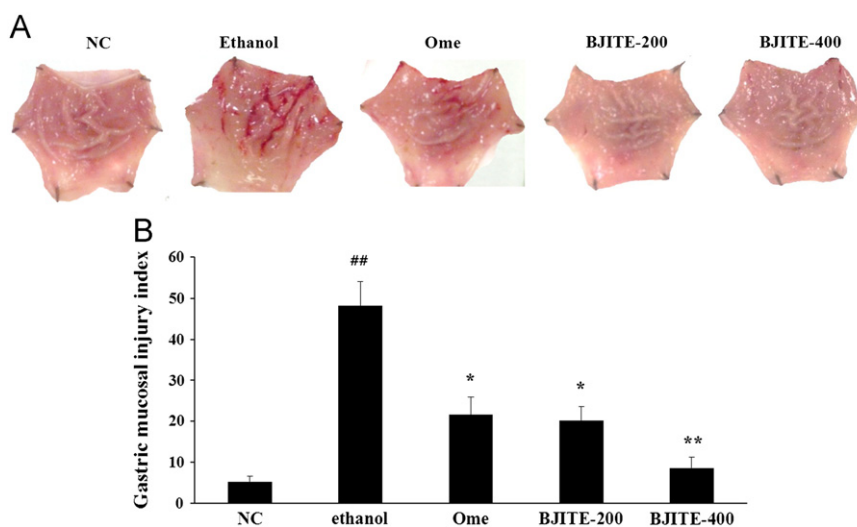 A
NC Ethanol Ome BJITE-200 BJITE-400
B
Gastric mucosal injury index
60
50
40
30
20
10
0
##
*
*
**
NC ethanol Ome BJITE-200 BJITE-400